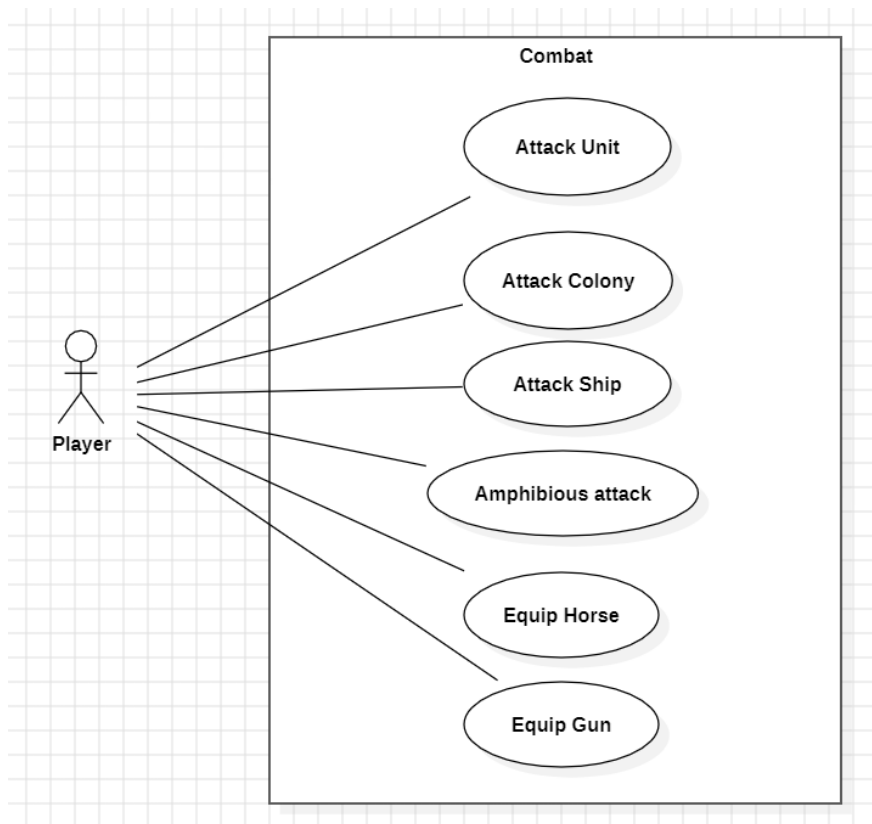 Combat
Attack Unit
Attack Colony
Attack Ship
Player
Amphibious attack
Equip Horse
Equip Gun